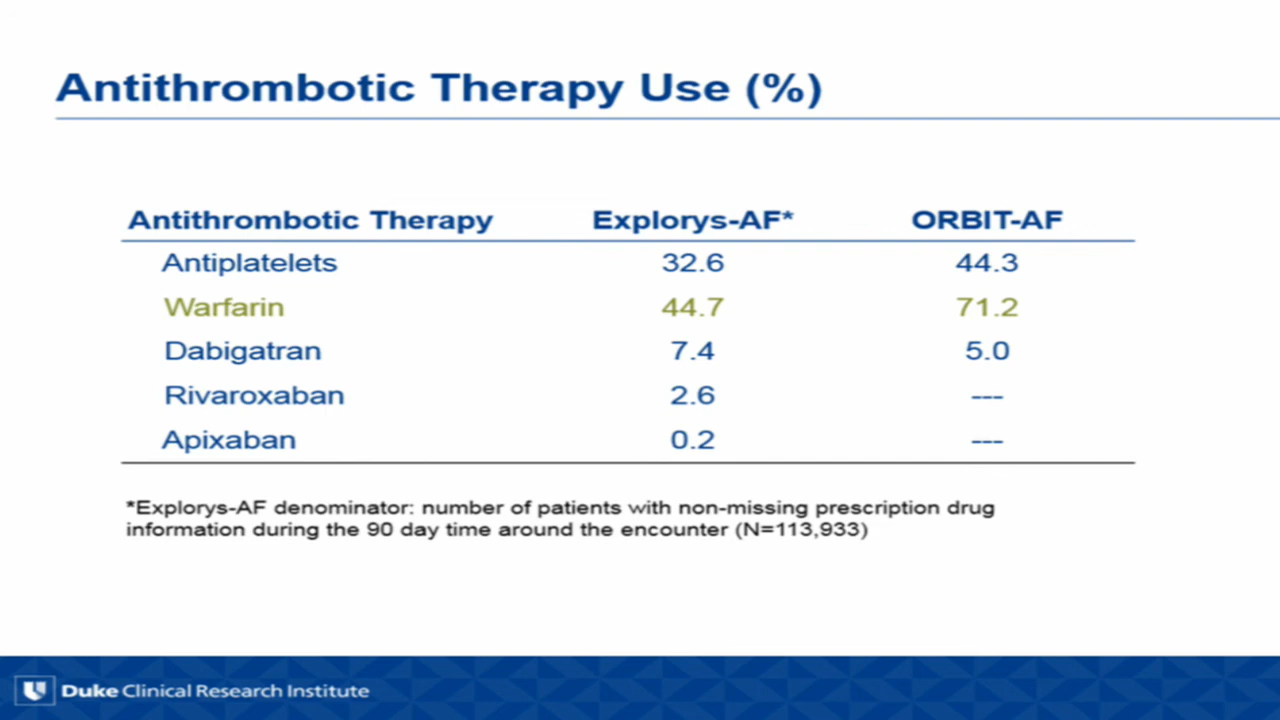 Antithrombotic Therapy Use (%)
Antithrombotic Therapy Explorys-AF* ORBIT-AF
Antiplatelets 32.6 44.3
Warfarin 44.7 71.2
Dabigatran 7.4 5.0
Rivaroxaban 2.6 ---
Apixaban 0.2 ---
*Explorys-AF denominator: number of patients with non-missing prescription drug
information during the 90 day time around the encounter (N=113,933)
Duke Clinical Research Institute